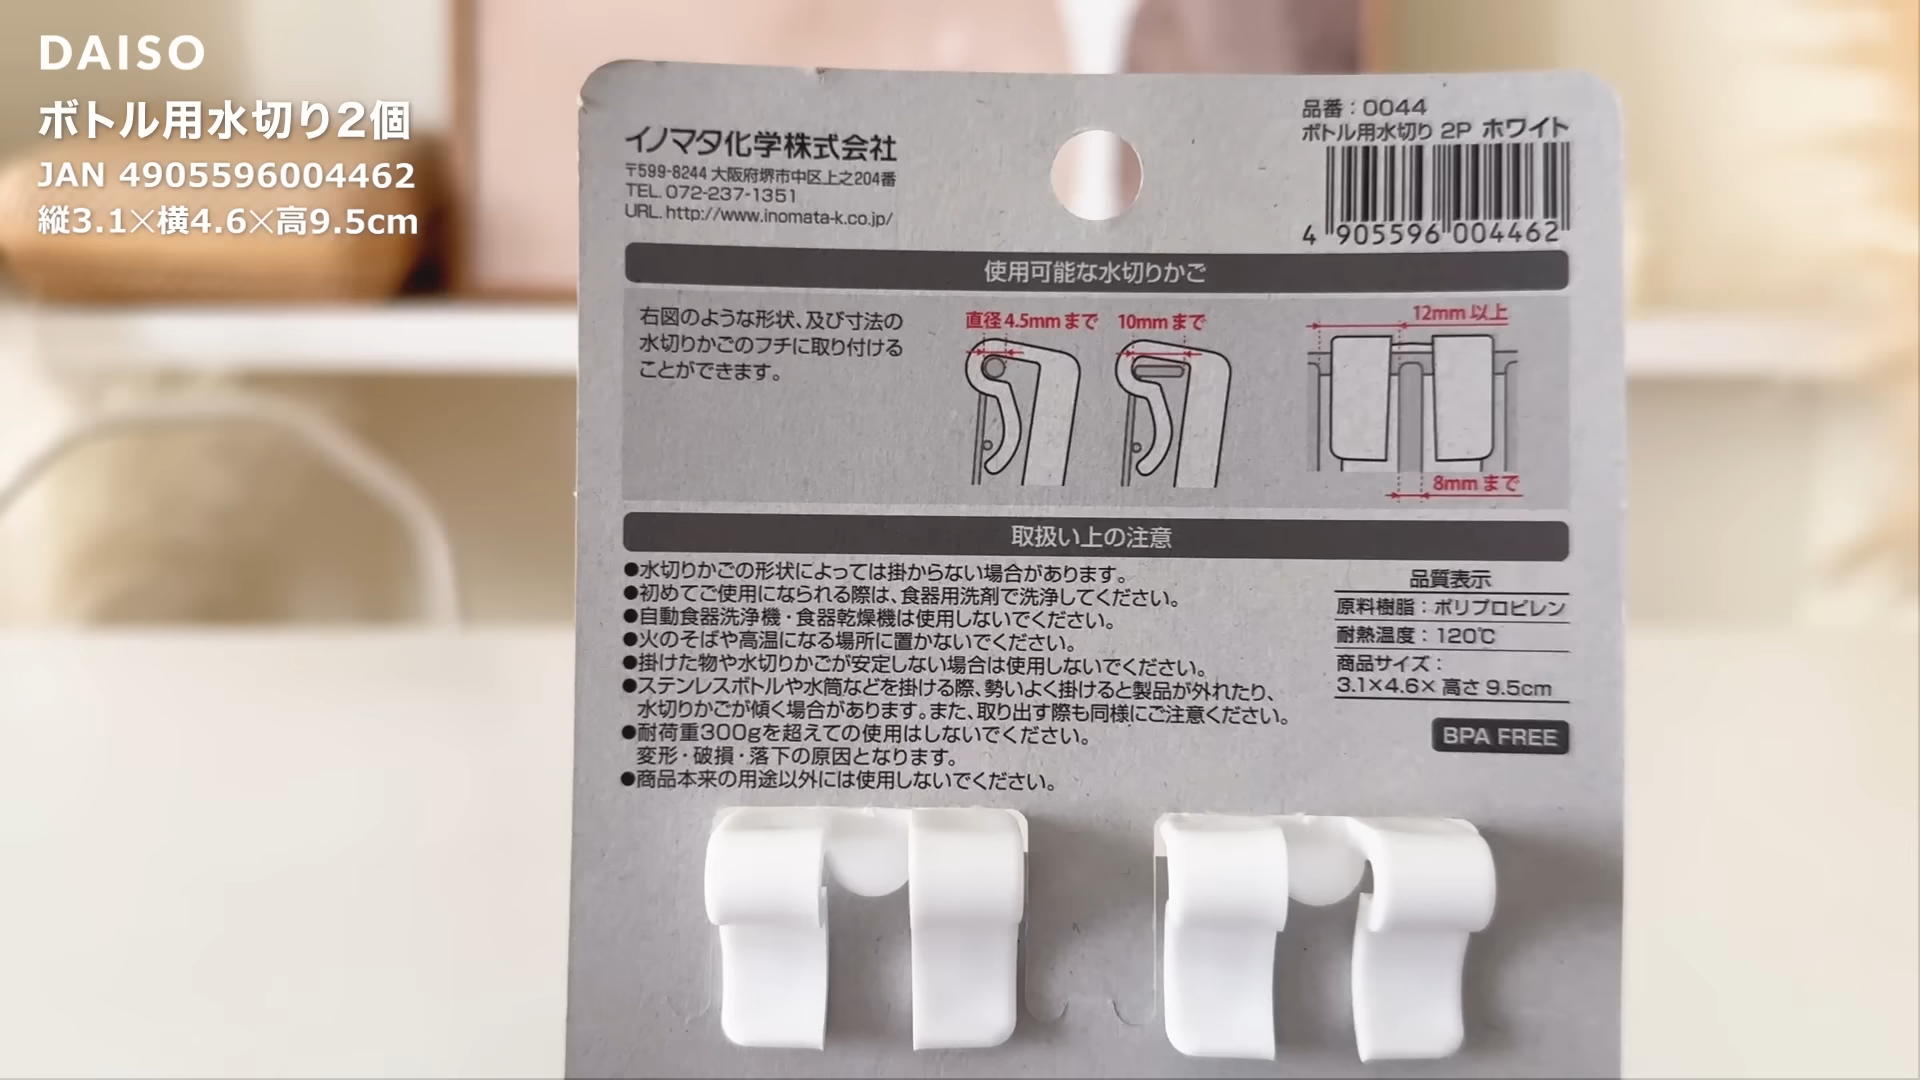 DAISO
ボトル用水切り2個
JAN 4905596004462
縦3.1×横4.6×高9.5cm
イノマタ化学株式会社
〒599-8244 大阪府堺市中区上之204番
TEL.072-237-1351
URL.http://www.inomata-k.co.jp/
品番：0044
ボトル用水切り 2P ホワイト
4 905596 004462
使用可能な水切りかご
右図のような形状、及び寸法の
水切りかごのフチに取り付ける
ことができます。
直径4.5mmまで
10mmまで
12mm以上
8mmまで
取扱い上の注意
●水切りかごの形状によっては掛からない場合があります。
●初めてご使用になられる際は、食器用洗剤で洗浄してください。
●自動食器洗浄機・食器乾燥機は使用しないでください。
●火のそばや高温になる場所に置かないでください。
●掛けた物や水切りかごが安定しない場合は使用しないでください。
●ステンレスボトルや水筒などを掛ける際、勢いよく掛けると製品が外れたり、
水切りかごが傾く場合があります。また、取り出す際も同様にご注意ください。
●耐荷重300gを超えての使用はしないでください。
変形・破損・落下の原因となります。
●商品本来の用途以外には使用しないでください。
品質表示
原料樹脂：ポリプロピレン
耐熱温度：120℃
商品サイズ：
3.1×4.6×高さ9.5cm
BPA FREE